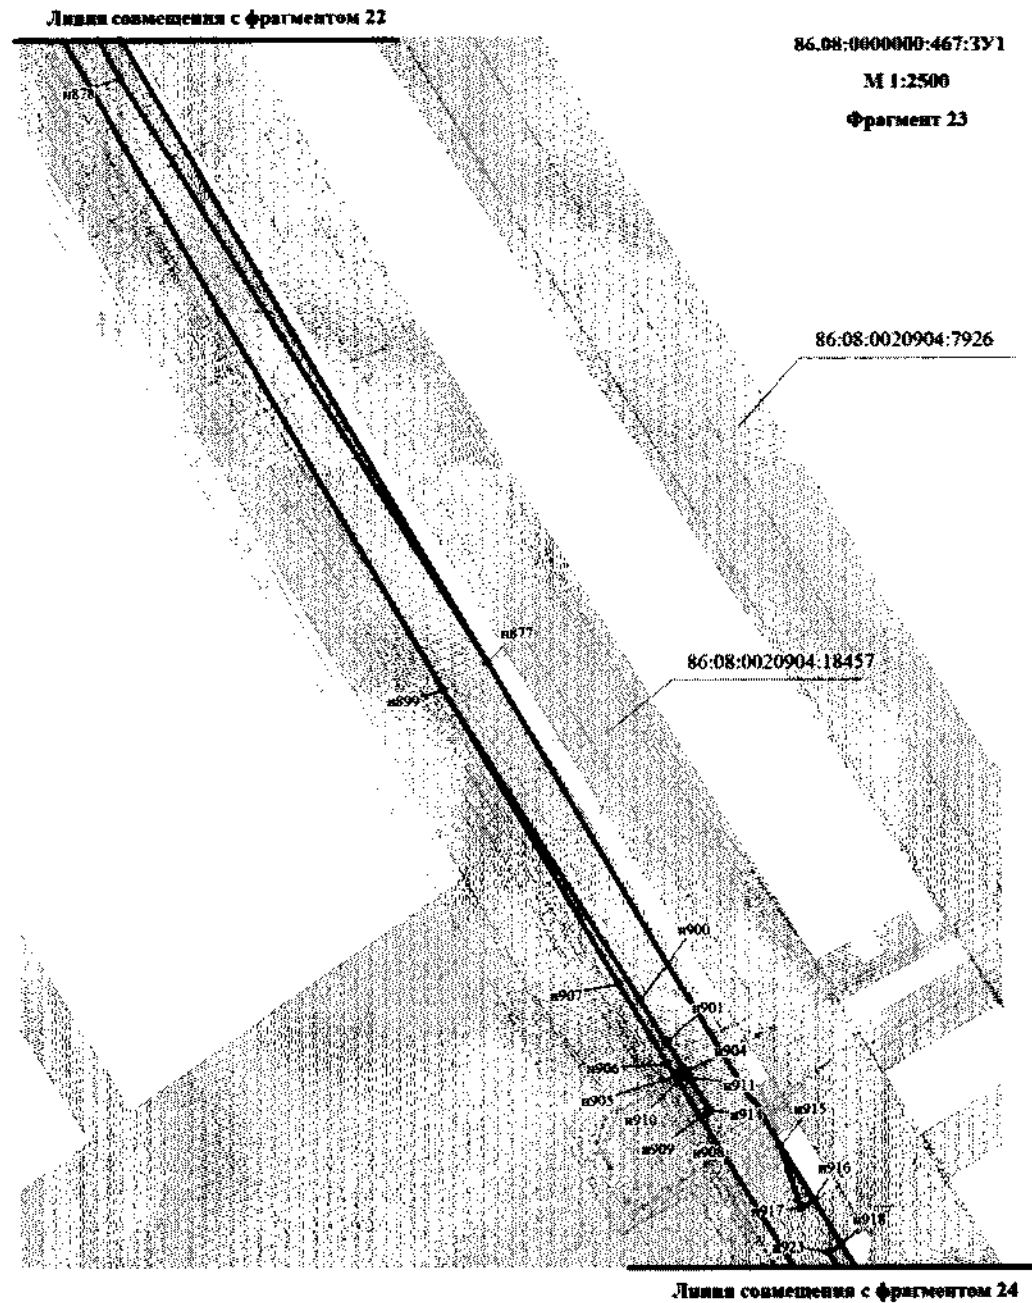 Линия совмещения с фрагментом 22
86.08:0000000:467:ЗУ1
М 1:2500
Фрагмент 23
н878
86:08:0020904:7926
н877
86:08:0020904:18457
н899
н900
н907
н901
н904
н906
н911
н905
н910
н915
н909
н908
н916
н917
н918
н923
Линия совмещения с фрагментом 24